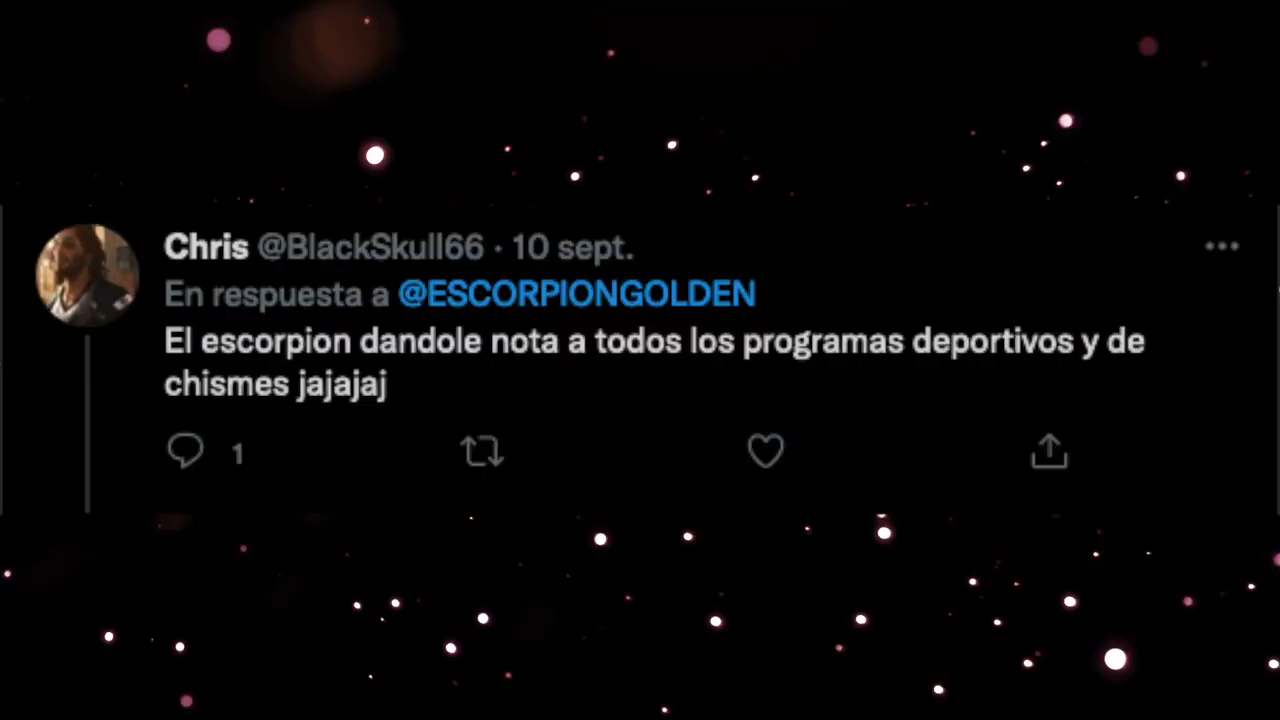 Chris @BlackSkull66 · 10 sept.
En respuesta a @ESCORPIONGOLDEN
El escorpion dandole nota a todos los programas deportivos y de
chismes jajajaj
1